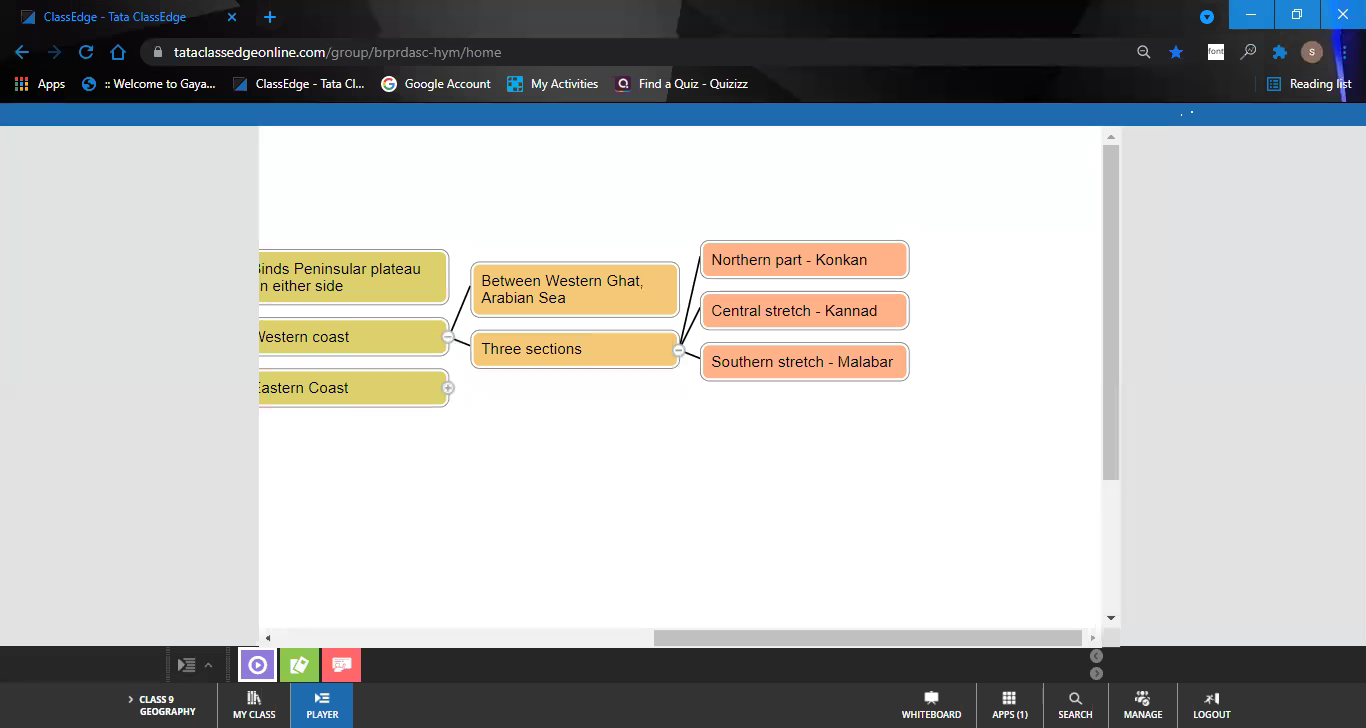 ClassEdge - Tata ClassEdge
tataclassedgeonline.com/group/brprdasc-hym/home
font
S
Apps
:: Welcome to Gaya...
ClassEdge - Tata Cl...
Google Account
My Activities
Find a Quiz - Quizizz
Reading list
Binds Peninsular plateau
on either side
Western coast
Eastern Coast
Between Western Ghat,
Arabian Sea
Three sections
Northern part - Konkan
Central stretch - Kannad
Southern stretch - Malabar
CLASS 9
GEOGRAPHY
MY CLASS
PLAYER
WHITEBOARD
APPS (1)
SEARCH
MANAGE
LOGOUT